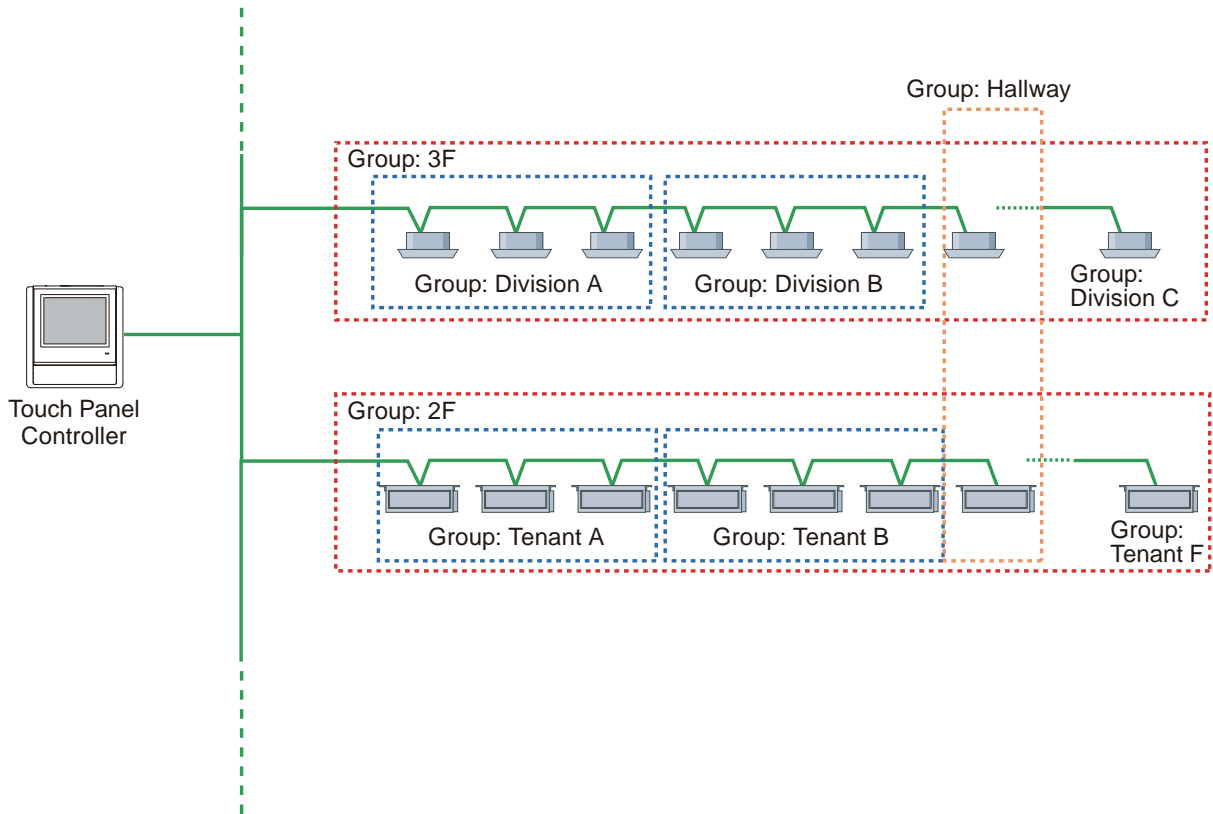 Group: Hallway
Group: 3F
Group: Division A
Group: Division B
Group:
Division C
Touch Panel
Controller
Group: 2F
Group: Tenant A
Group: Tenant B
Group:
Tenant F